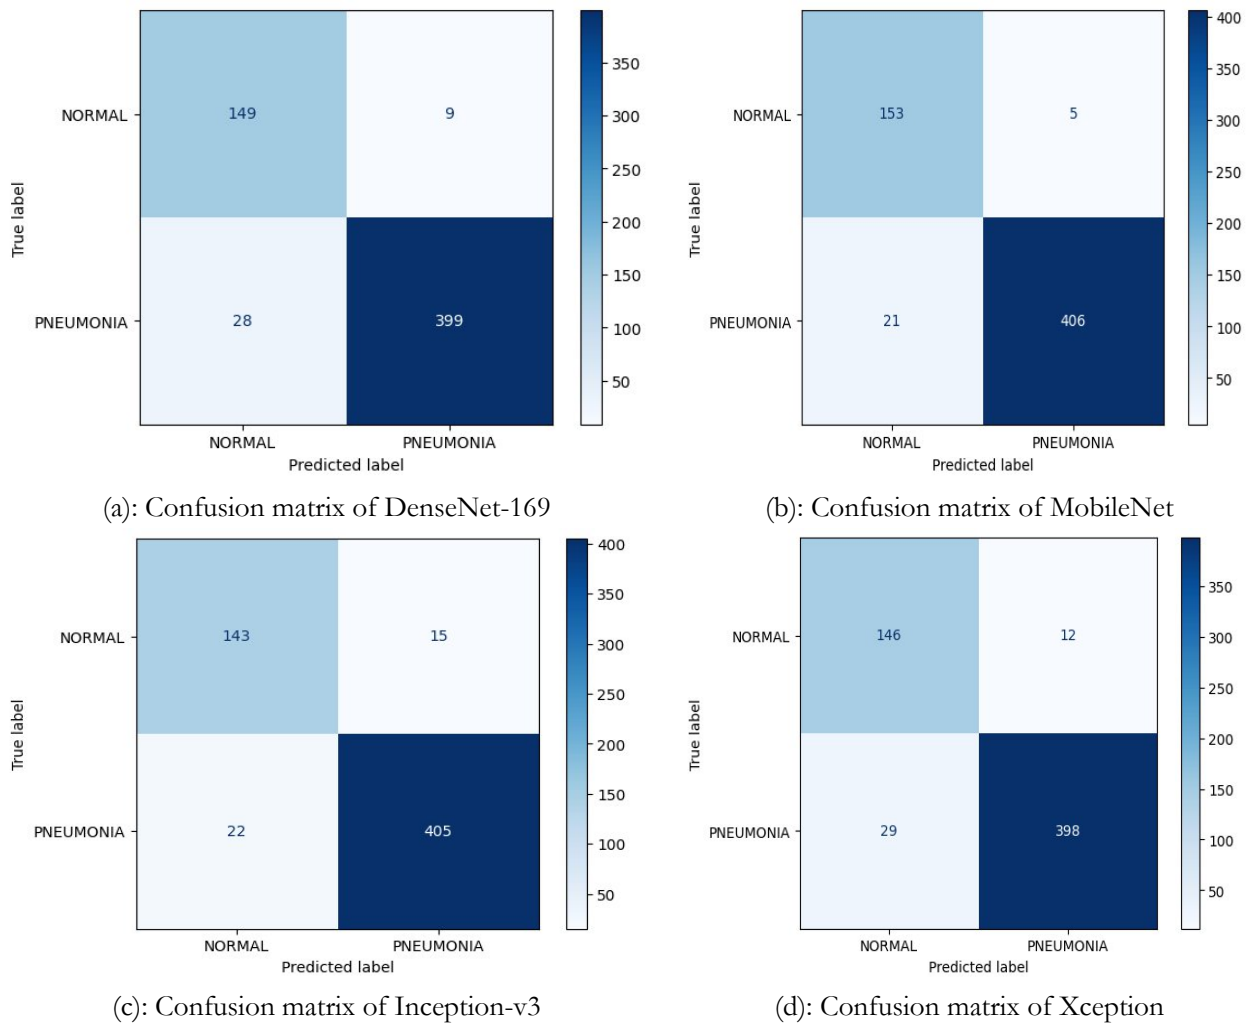 NORMAL
PNEUMONIA
True label
149
9
28
399
NORMAL
PNEUMONIA
Predicted label
350
300
250
200
150
100
50
(a): Confusion matrix of DenseNet-169
NORMAL
PNEUMONIA
True label
153
5
21
406
NORMAL
PNEUMONIA
Predicted label
400
350
300
250
200
150
100
50
(b): Confusion matrix of MobileNet
NORMAL
PNEUMONIA
True label
143
15
22
405
NORMAL
PNEUMONIA
Predicted label
400
350
300
250
200
150
100
50
(c): Confusion matrix of Inception-v3
NORMAL
PNEUMONIA
True label
146
12
29
398
NORMAL
PNEUMONIA
Predicted label
350
300
250
200
150
100
50
(d): Confusion matrix of Xception